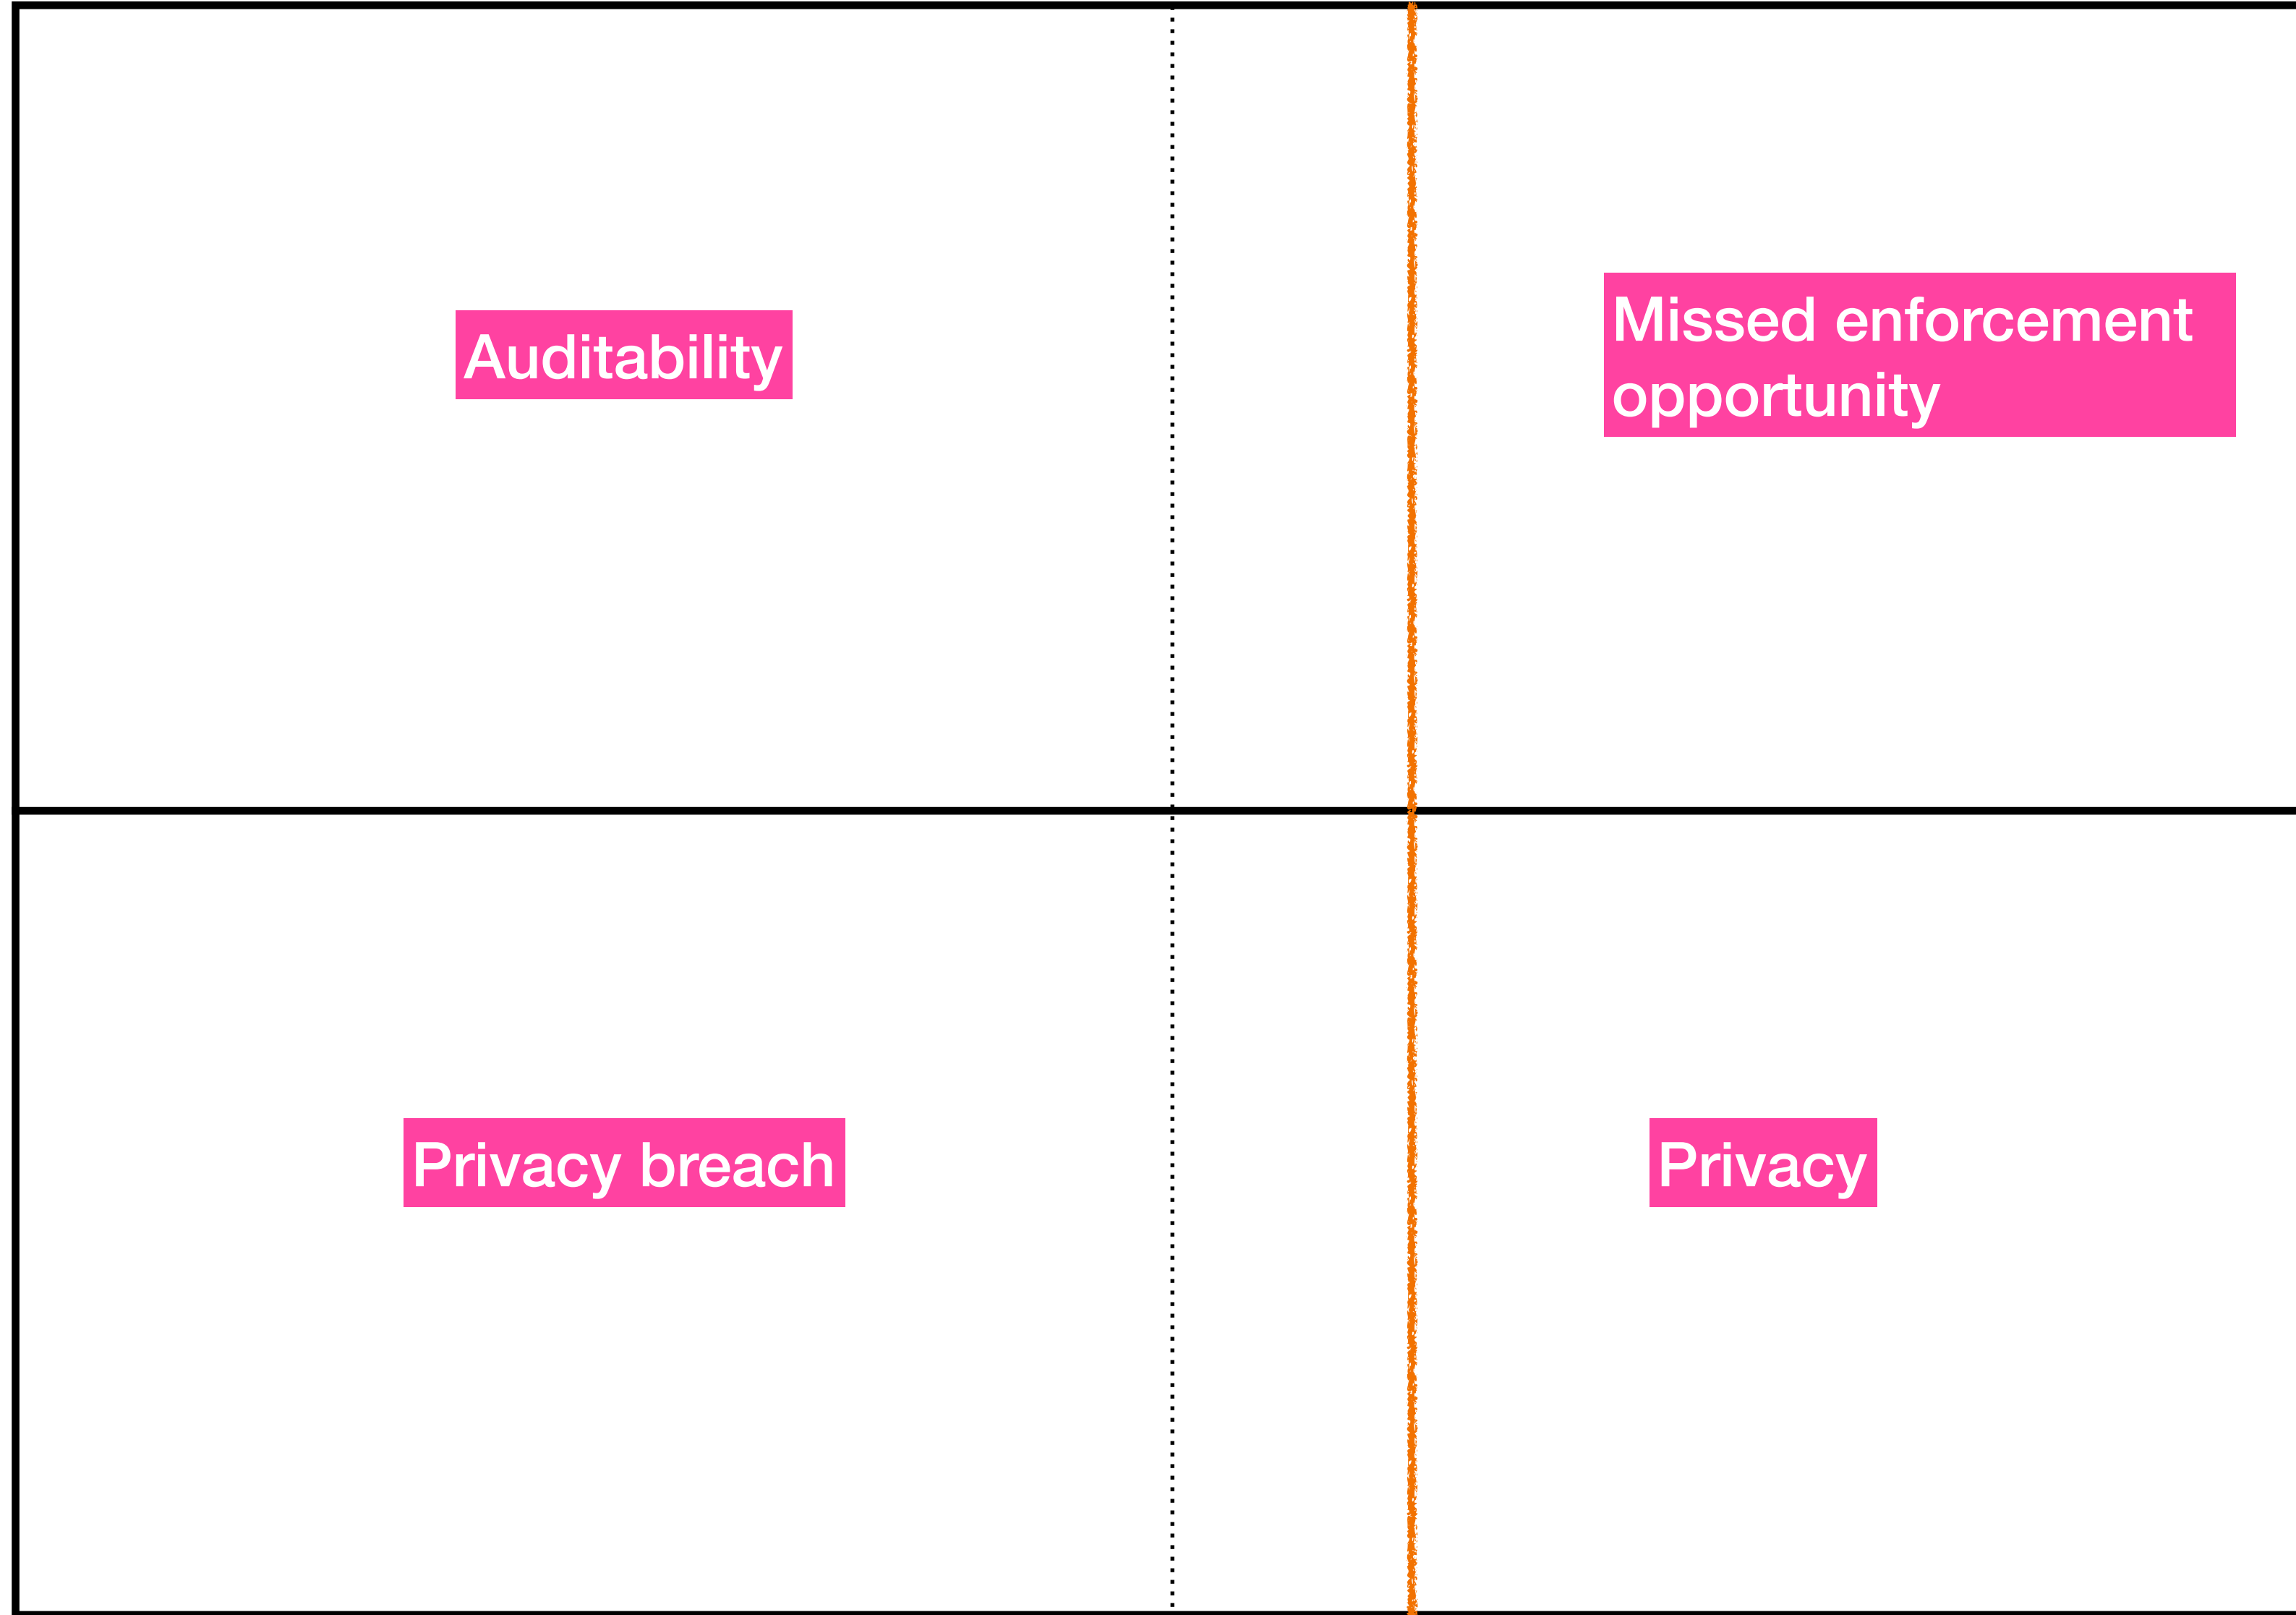 Auditability
Missed enforcement
opportunity
Privacy breach
Privacy